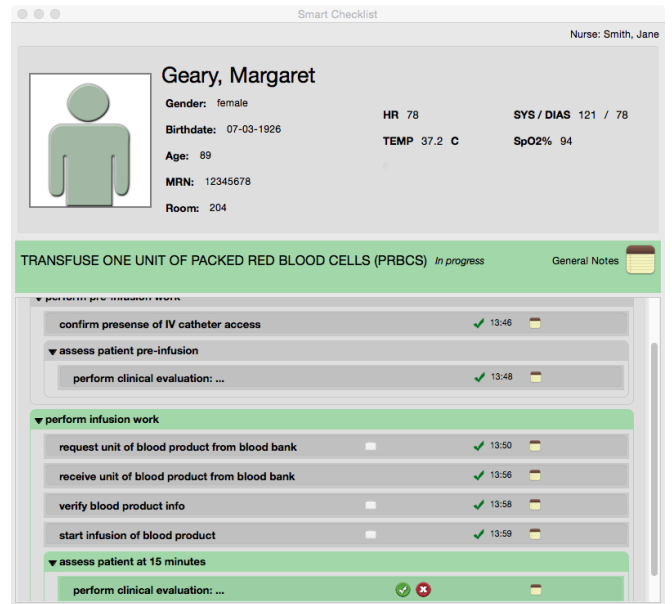 Smart Checklist
Nurse: Smith, Jane
Geary, Margaret
Gender: female
Birthdate: 07-03-1926
Age: 89
MRN: 12345678
Room: 204
HR 78
SYS / DIAS 121 / 78
TEMP 37.2 C
SpO2% 94
TRANSFUSE ONE UNIT OF PACKED RED BLOOD CELLS (PRBCS) In progress
General Notes
perform pre-infusion work
confirm presense of IV catheter access 13:46
assess patient pre-infusion
perform clinical evaluation: ... 13:48
perform infusion work
request unit of blood product from blood bank 13:50
receive unit of blood product from blood bank 13:56
verify blood product info 13:58
start infusion of blood product 13:59
assess patient at 15 minutes
perform clinical evaluation: ...